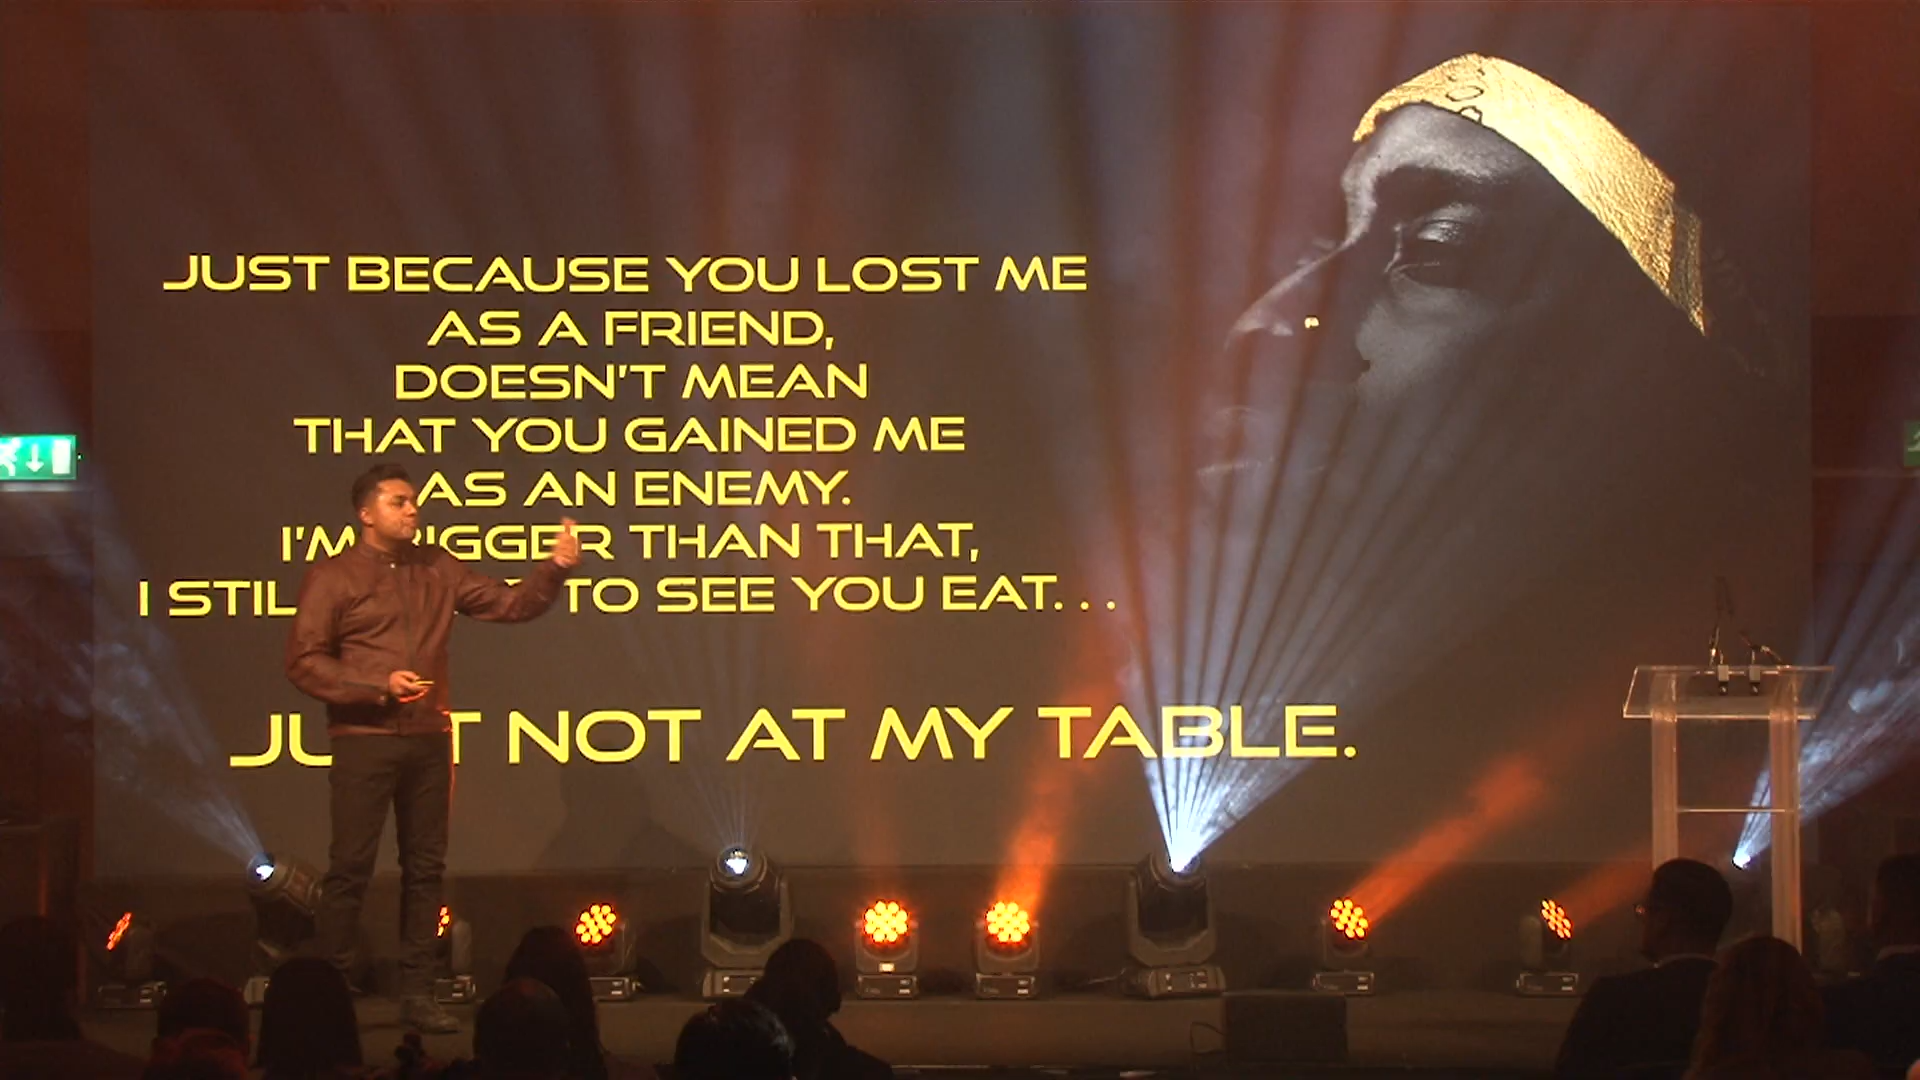 JUST BECAUSE YOU LOST ME
AS A FRIEND,
DOESN'T MEAN
THAT YOU GAINED ME
AS AN ENEMY.
I'M THAN THAT,
I TO SEE YOU EAT. . .
NOT AT MY TABLE.